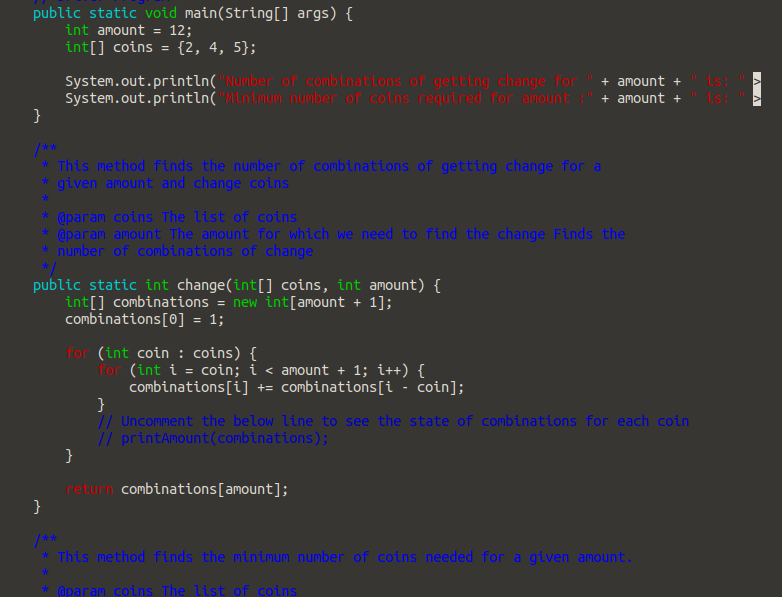 public static void main(String[] args) {
int amount = 12;
int[] coins = {2, 4, 5};
System.out.println("Number of combinations of getting change for " + amount + " is: " >
System.out.println("Minimum number of coins required for amount :" + amount + " is: " >
}
/**
* This method finds the number of combinations of getting change for a
* given amount and change coins
*
* @param coins The list of coins
* @param amount The amount for which we need to find the change Finds the
* number of combinations of change
*/
public static int change(int[] coins, int amount) {
int[] combinations = new int[amount + 1];
combinations[0] = 1;
for (int coin : coins) {
for (int i = coin; i < amount + 1; i++) {
combinations[i] += combinations[i - coin];
}
// Uncomment the below line to see the state of combinations for each coin
// printAmount(combinations);
}
return combinations[amount];
}
/**
* This method finds the minimum number of coins needed for a given amount.
*
* @param coins The list of coins